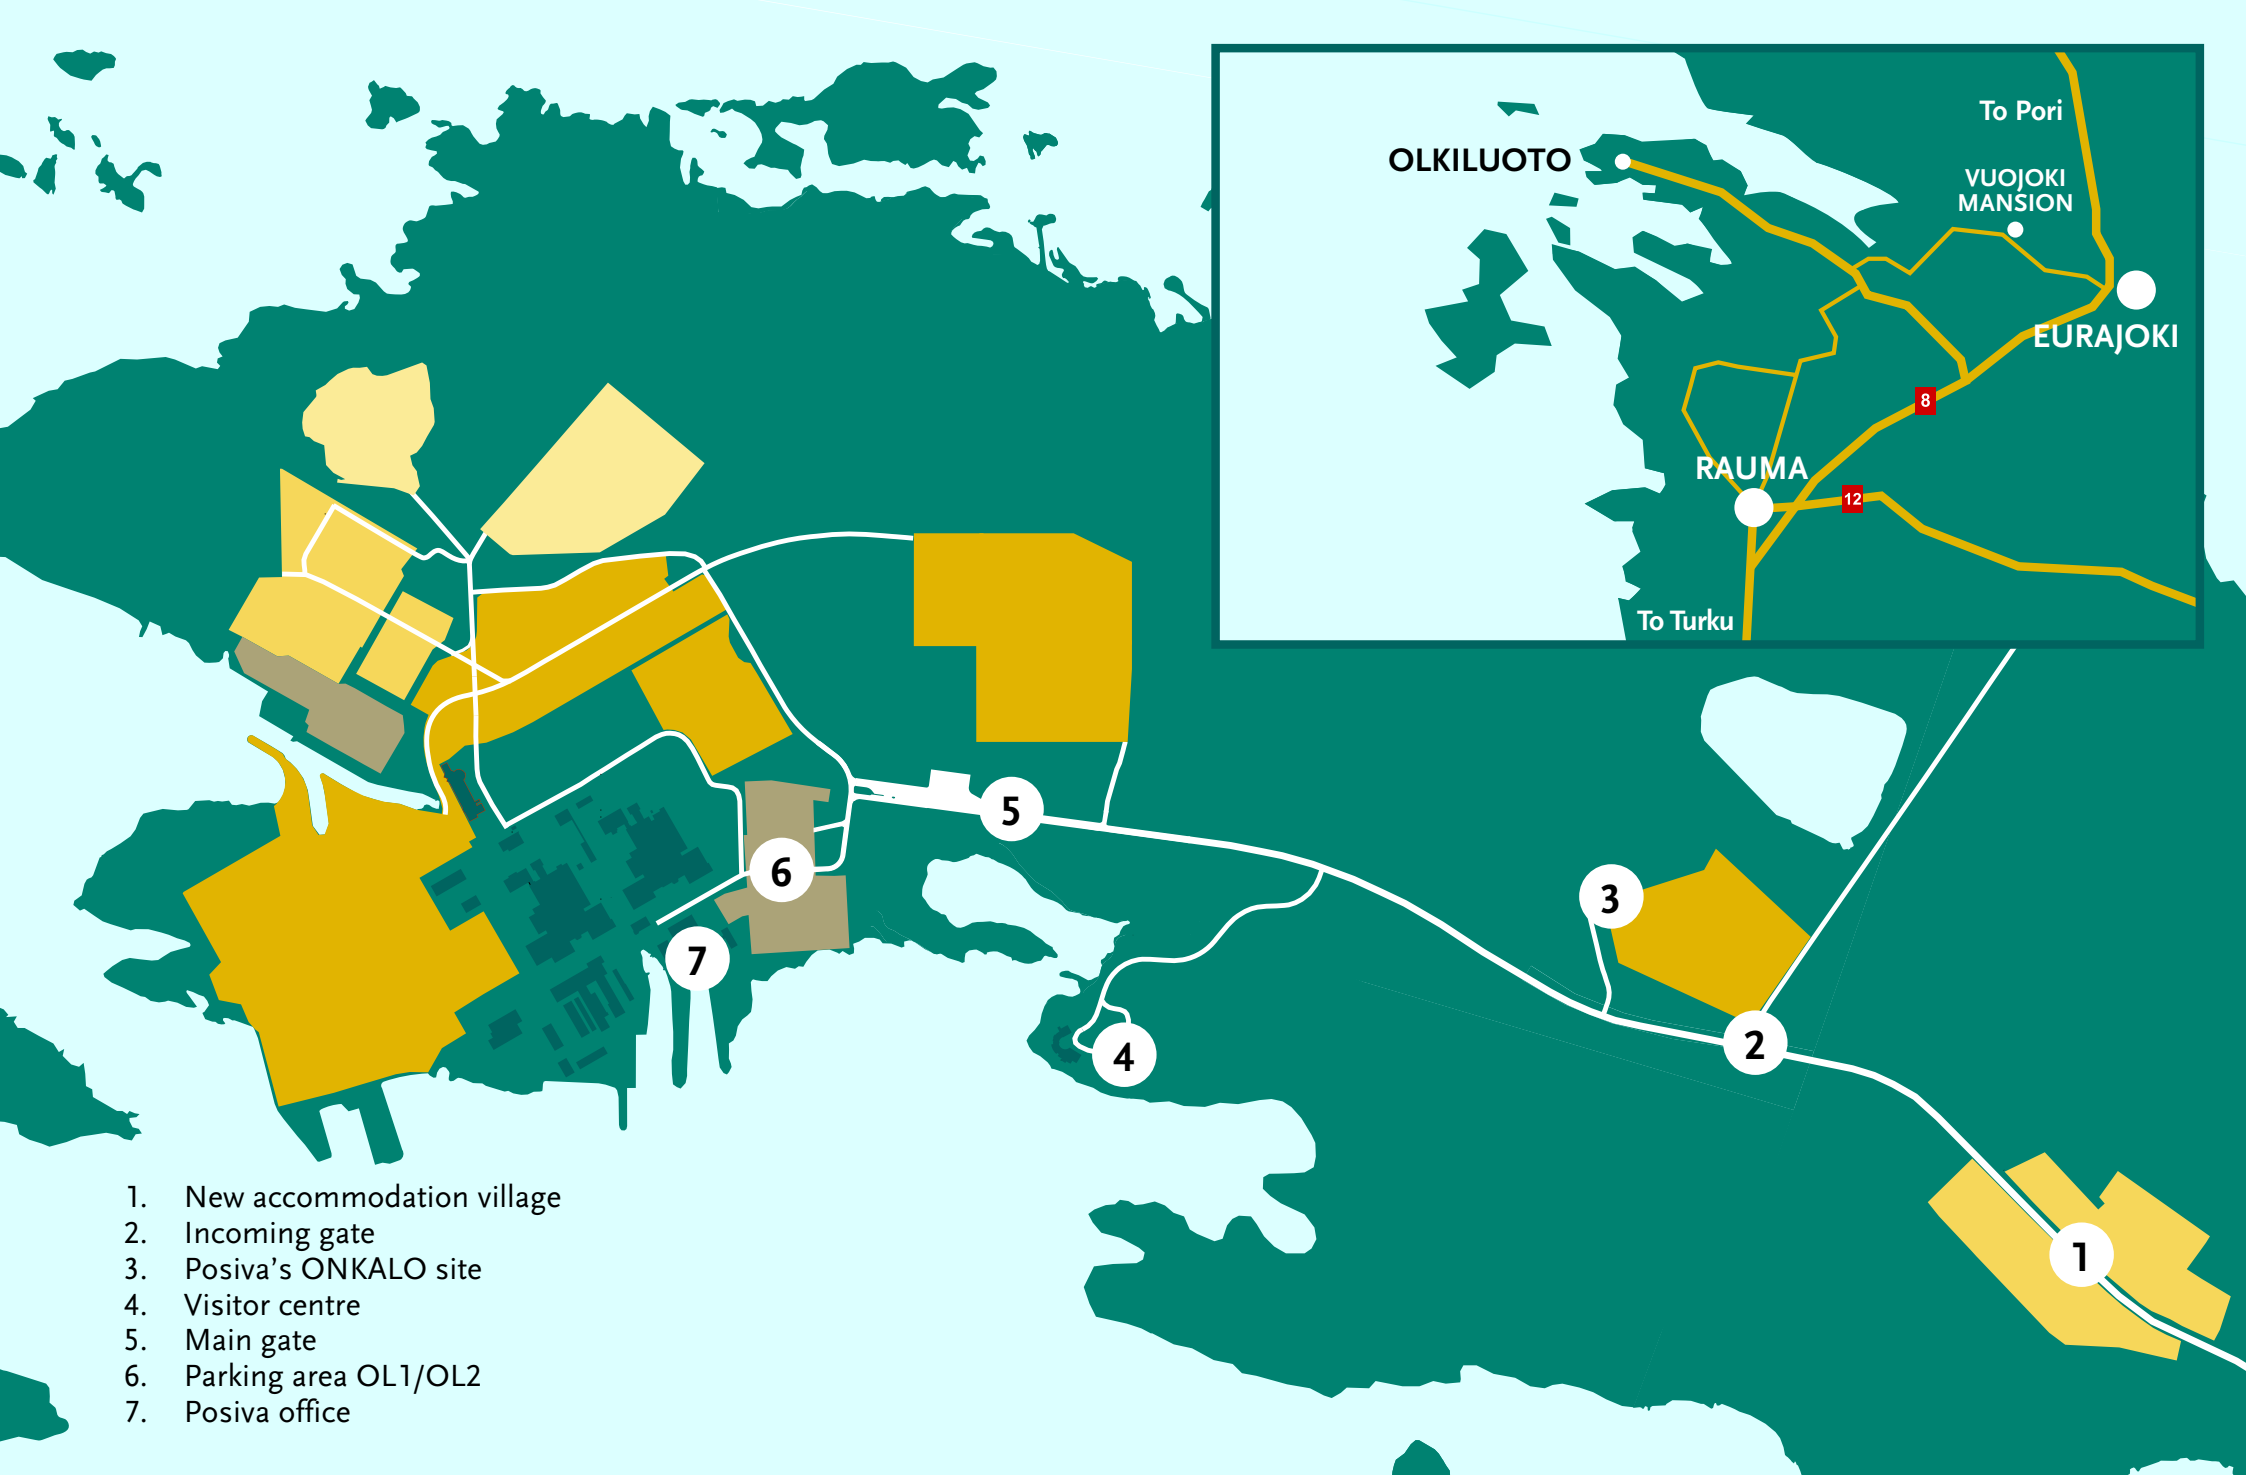 To Pori
OLKILUOTO
VUOJOKI
MANSION
EURAJOKI
8
RAUMA
12
To Turku
5
6
3
7
2
4
1
1. New accommodation village
2. Incoming gate
3. Posiva’s ONKALO site
4. Visitor centre
5. Main gate
6. Parking area OL1/OL2
7. Posiva office